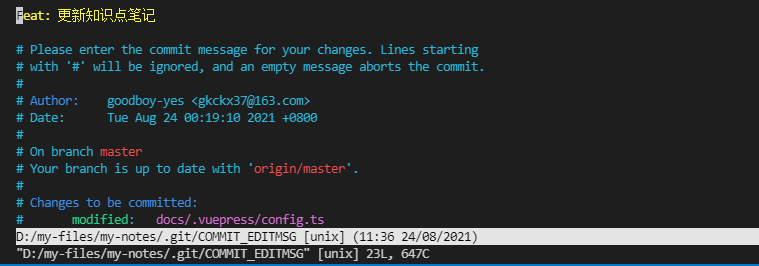 Feat: 更新知识点笔记
# Please enter the commit message for your changes. Lines starting
# with '#' will be ignored, and an empty message aborts the commit.
#
# Author:    goodboy-yes <gkckx37@163.com>
# Date:      Tue Aug 24 00:19:10 2021 +0800
#
# On branch master
# Your branch is up to date with 'origin/master'.
#
# Changes to be committed:
#       modified:   docs/.vuepress/config.ts
D:/my-files/my-notes/.git/COMMIT_EDITMSG [unix] (11:36 24/08/2021)
"D:/my-files/my-notes/.git/COMMIT_EDITMSG" [unix] 23L, 647C